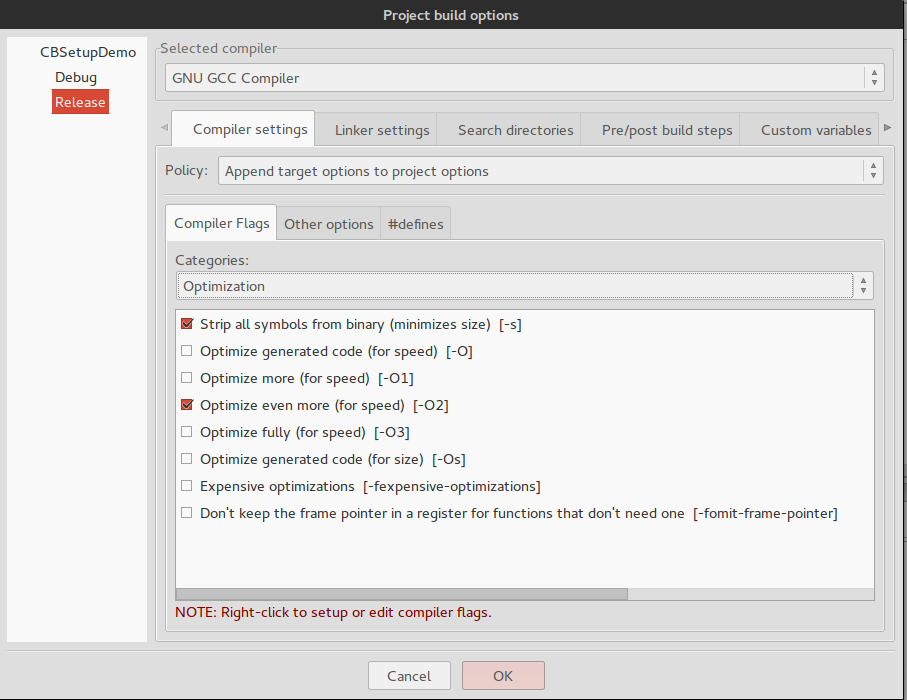 Project build options
CBSetupDemo
Debug
Release
Selected compiler
GNU GCC Compiler
Compiler settings
Linker settings
Search directories
Pre/post build steps
Custom variables
Policy:
Append target options to project options
Compiler Flags
Other options
#defines
Categories:
Optimization
Strip all symbols from binary (minimizes size) [-s]
Optimize generated code (for speed) [-O]
Optimize more (for speed) [-O1]
Optimize even more (for speed) [-O2]
Optimize fully (for speed) [-O3]
Optimize generated code (for size) [-Os]
Expensive optimizations [-fexpensive-optimizations]
Don't keep the frame pointer in a register for functions that don't need one [-fomit-frame-pointer]
NOTE: Right-click to setup or edit compiler flags.
Cancel
OK